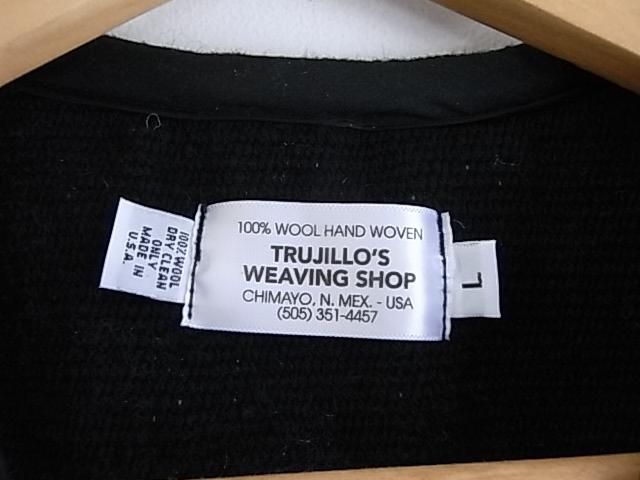 100% WOOL
DRY CLEAN
ONLY
MADE IN
U.S.A.
100% WOOL HAND WOVEN
TRUJILLO'S
WEAVING SHOP
CHIMAYO, N. MEX. - USA
(505) 351-4457
L